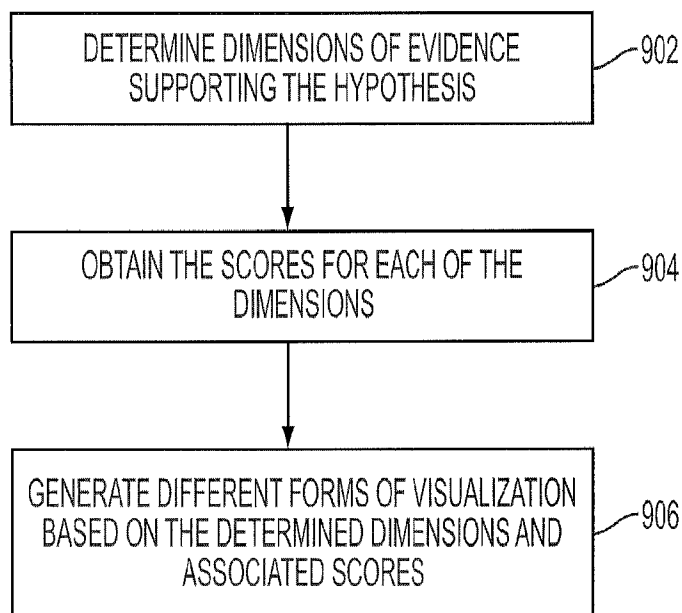 DETERMINE DIMENSIONS OF EVIDENCE
SUPPORTING THE HYPOTHESIS
902
OBTAIN THE SCORES FOR EACH OF THE
DIMENSIONS
904
GENERATE DIFFERENT FORMS OF VISUALIZATION
BASED ON THE DETERMINED DIMENSIONS AND
ASSOCIATED SCORES
906